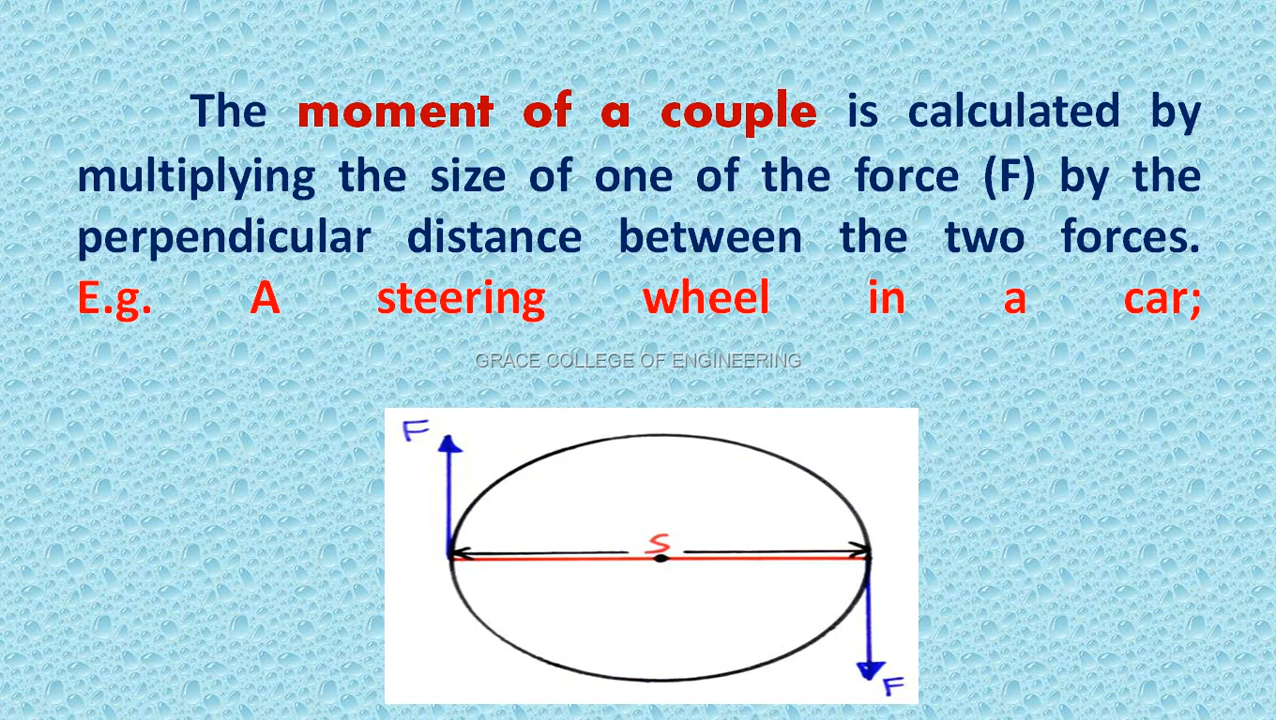 The moment of a couple is calculated by
multiplying the size of one of the force (F) by the
perpendicular distance between the two forces.
E.g. A steering wheel in a car;
GRACE COLLEGE OF ENGINEERING
F
S
F